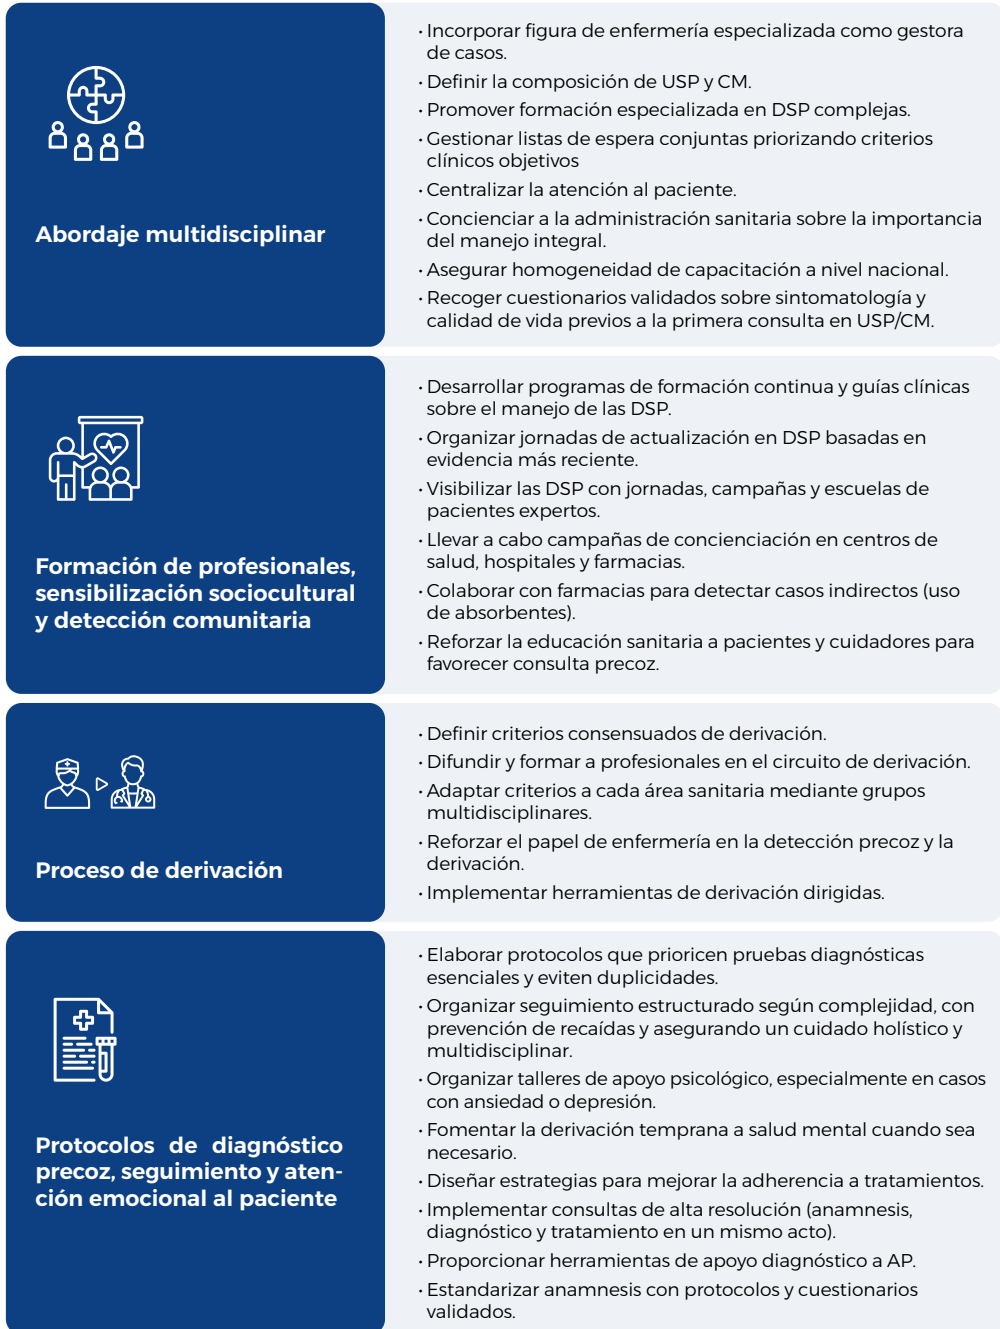 Abordaje multidisciplinar
· Incorporar figura de enfermería especializada como gestora
de casos.
· Definir la composición de USP y CM.
· Promover formación especializada en DSP complejas.
· Gestionar listas de espera conjuntas priorizando criterios
clínicos objetivos
· Centralizar la atención al paciente.
· Concienciar a la administración sanitaria sobre la importancia
del manejo integral.
· Asegurar homogeneidad de capacitación a nivel nacional.
· Recoger cuestionarios validados sobre sintomatología y
calidad de vida previos a la primera consulta en USP/CM.
Formación de profesionales,
sensibilización sociocultural
y detección comunitaria
· Desarrollar programas de formación continua y guías clínicas
sobre el manejo de las DSP.
· Organizar jornadas de actualización en DSP basadas en
evidencia más reciente.
· Visibilizar las DSP con jornadas, campañas y escuelas de
pacientes expertos.
· Llevar a cabo campañas de concienciación en centros de
salud, hospitales y farmacias.
· Colaborar con farmacias para detectar casos indirectos (uso
de absorbentes).
· Reforzar la educación sanitaria a pacientes y cuidadores para
favorecer consulta precoz.
Proceso de derivación
· Definir criterios consensuados de derivación.
· Difundir y formar a profesionales en el circuito de derivación.
· Adaptar criterios a cada área sanitaria mediante grupos
multidisciplinares.
· Reforzar el papel de enfermería en la detección precoz y la
derivación.
· Implementar herramientas de derivación dirigidas.
Protocolos de diagnóstico
precoz, seguimiento y aten-
ción emocional al paciente
· Elaborar protocolos que prioricen pruebas diagnósticas
esenciales y eviten duplicidades.
· Organizar seguimiento estructurado según complejidad, con
prevención de recaídas y asegurando un cuidado holístico y
multidisciplinar.
· Organizar talleres de apoyo psicológico, especialmente en casos
con ansiedad o depresión.
· Fomentar la derivación temprana a salud mental cuando sea
necesario.
· Diseñar estrategias para mejorar la adherencia a tratamientos.
· Implementar consultas de alta resolución (anamnesis,
diagnóstico y tratamiento en un mismo acto).
· Proporcionar herramientas de apoyo diagnóstico a AP.
· Estandarizar anamnesis con protocolos y cuestionarios
validados.